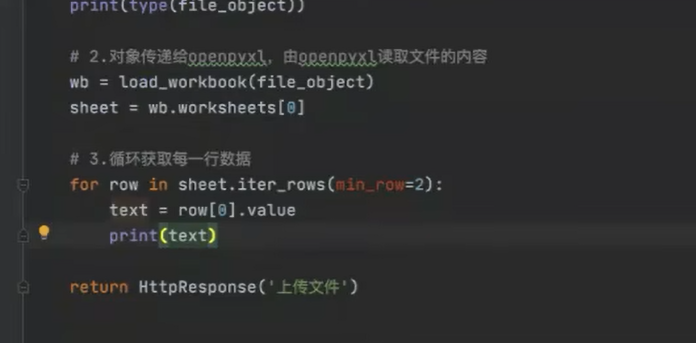 print(type(file_object))
# 2.对象传递给openpyxl，由openpyxl读取文件的内容
wb = load_workbook(file_object)
sheet = wb.worksheets[0]
# 3.循环获取每一行数据
for row in sheet.iter_rows(min_row=2):
text = row[0].value
print(text)
return HttpResponse('上传文件')